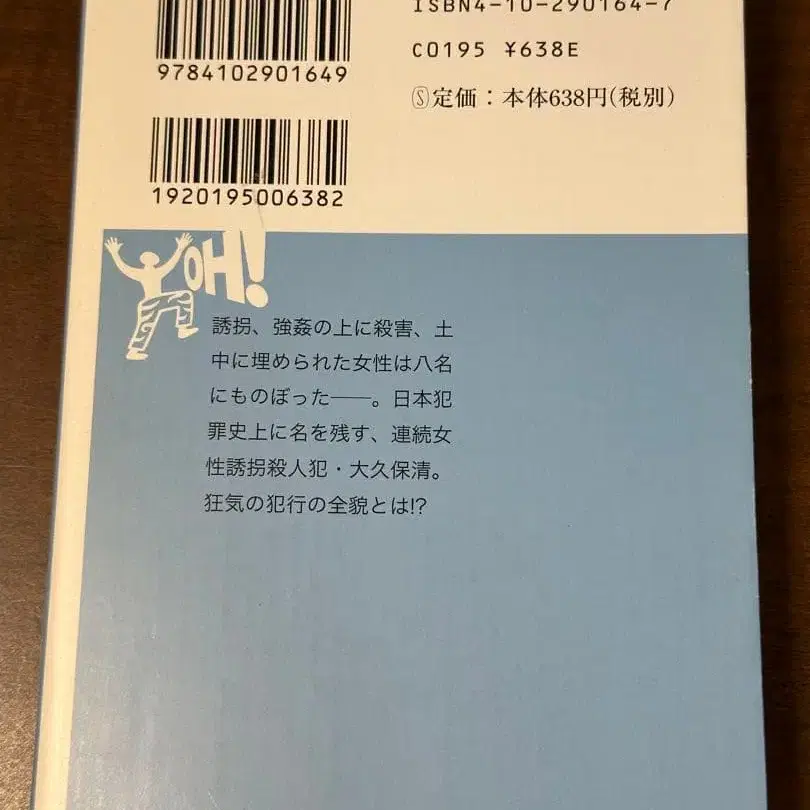 ISBN4-10-290164-7
9784102901649
C0195 ¥638E
Ⓢ定価：本体638円(税別)
1920195006382
OH!
誘拐、強姦の上に殺害、土
中に埋められた女性は八名
にものぼった──。日本犯
罪史上に名を残す、連続女
性誘拐殺人犯・大久保清。
狂気の犯行の全貌とは!?